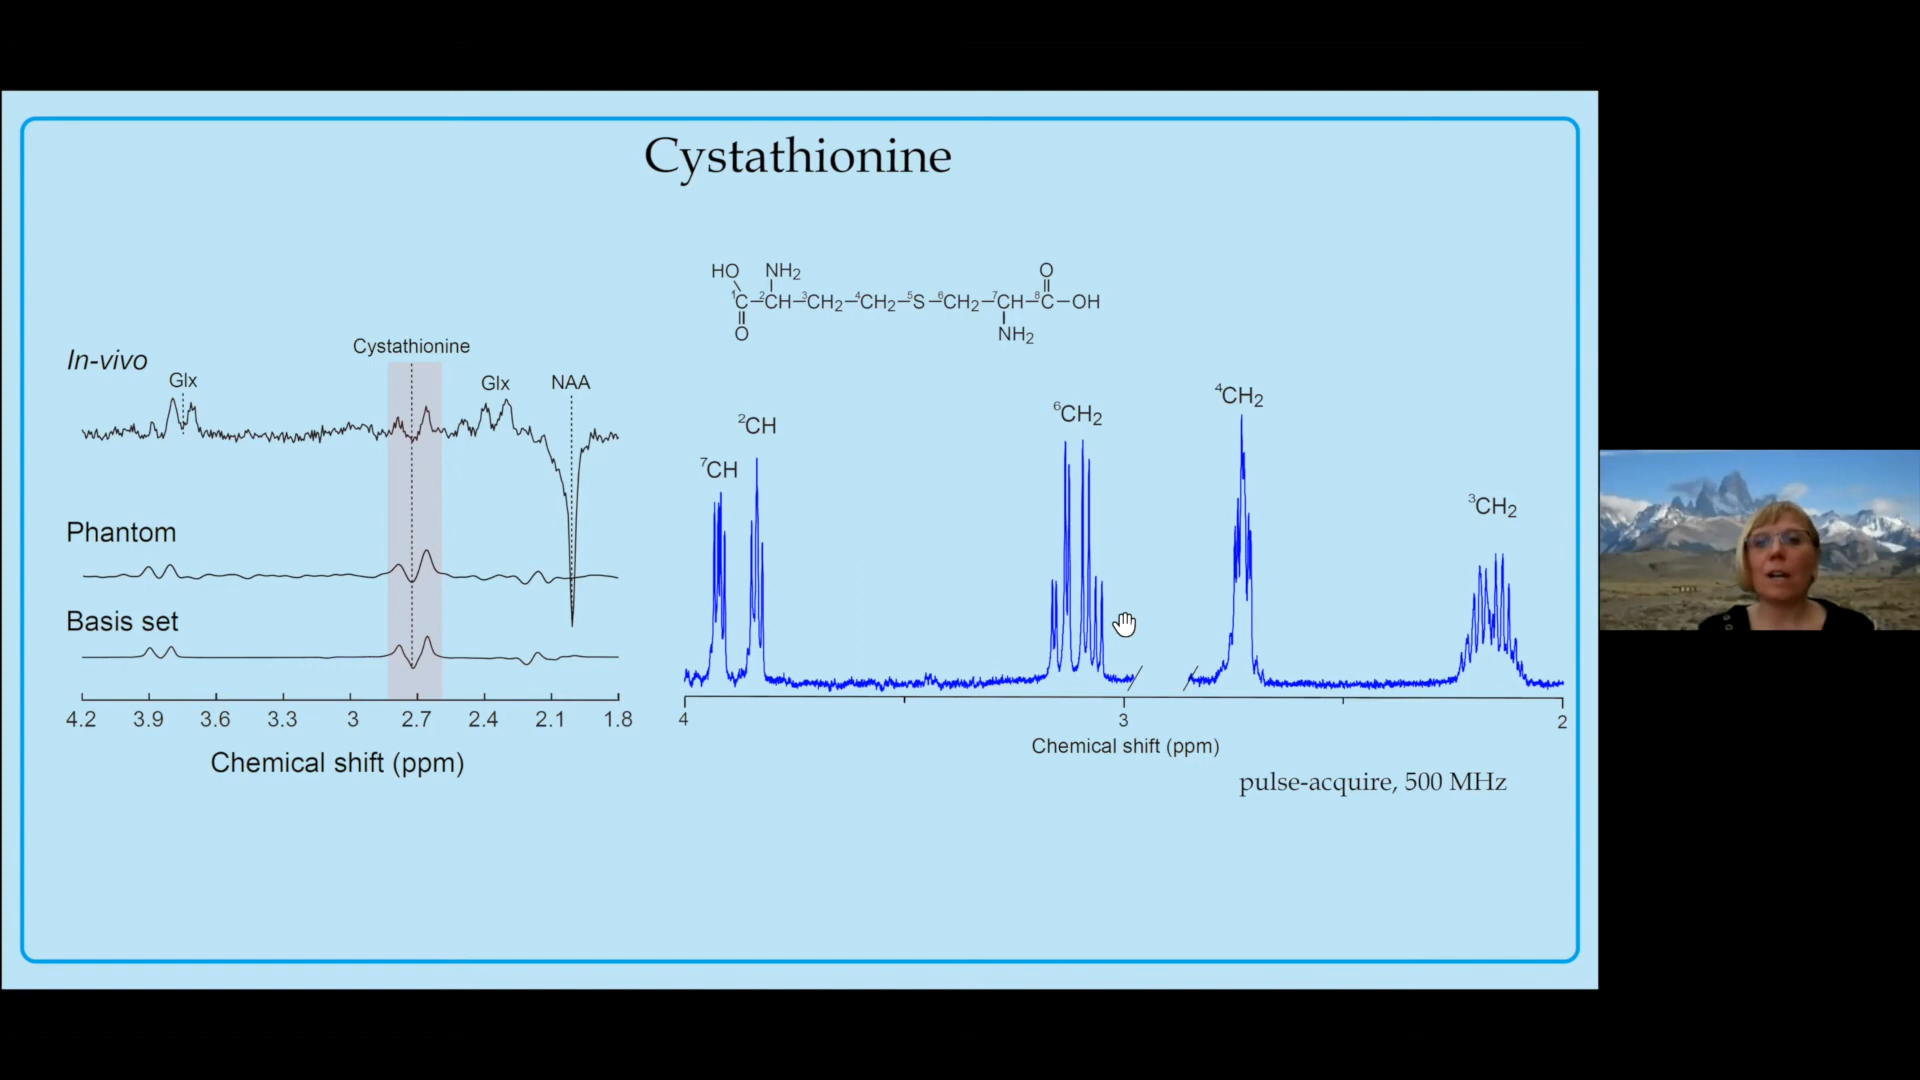 Cystathionine
HO NH2 O
1C–2CH–3CH2–4CH2–5S–6CH2–7CH–8C–OH
O NH2
Cystathionine
In-vivo
Glx Glx NAA
Phantom
Basis set
4.2 3.9 3.6 3.3 3 2.7 2.4 2.1 1.8
Chemical shift (ppm)
7CH 2CH 6CH2 4CH2 3CH2
4 3 2
Chemical shift (ppm)
pulse-acquire, 500 MHz